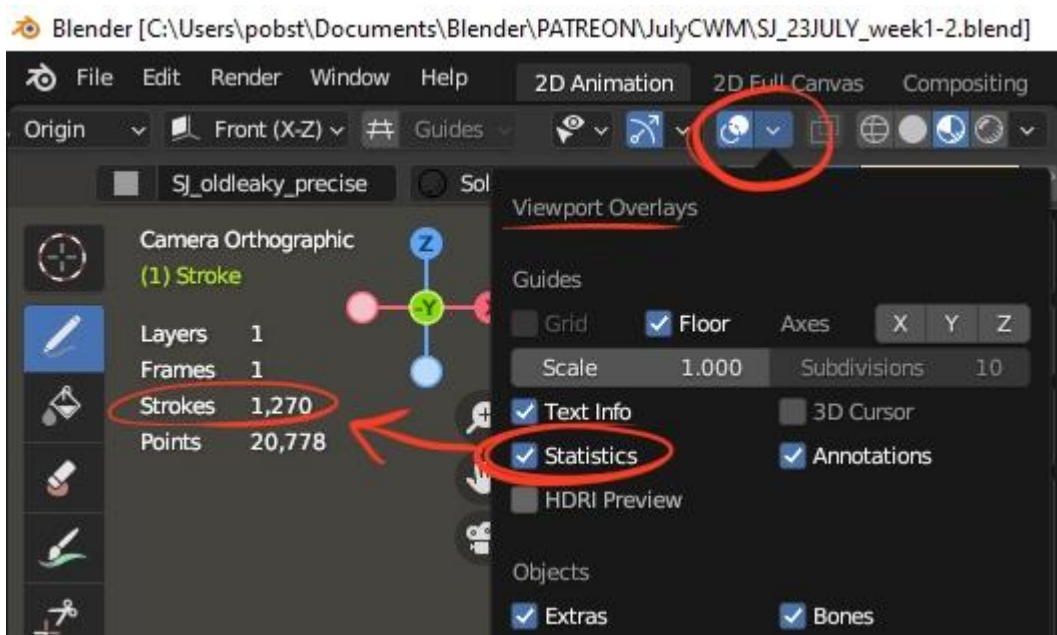 Blender [C:\Users\pobst\Documents\Blender\PATREON\JulyCWM\SJ_23JULY_week1-2.blend]
File Edit Render Window Help 2D Animation 2D Full Canvas Compositing
Origin Front (X-Z) Guides
SJ_oldleaky_precise Sol
Viewport Overlays
Camera Orthographic Z
(1) Stroke
Guides
-Y
Grid Floor Axes X Y Z
Layers 1
Frames 1
Scale 1.000 Subdivisions 10
Strokes 1,270
Text Info 3D Cursor
Points 20,778
Statistics Annotations
HDRI Preview
Objects
Extras Bones